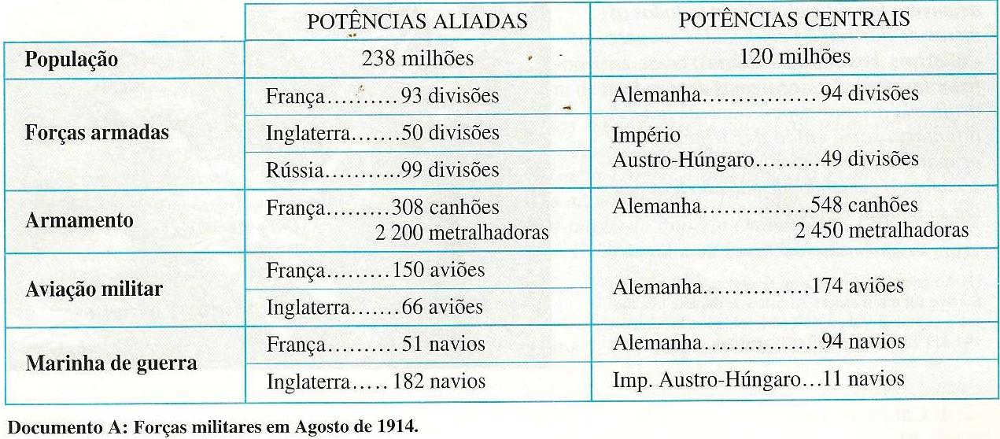 POTÊNCIAS ALIADAS POTÊNCIAS CENTRAIS
População 238 milhões 120 milhões
Forças armadas
França..........93 divisões
Inglaterra.......50 divisões
Rússia...........99 divisões
Alemanha...................94 divisões
Império
Austro-Húngaro.........49 divisões
Armamento
França.........308 canhões
2 200 metralhadoras
Alemanha...............548 canhões
2 450 metralhadoras
Aviação militar
França.........150 aviões
Inglaterra.......66 aviões
Alemanha...............174 aviões
Marinha de guerra
França..........51 navios
Inglaterra..... 182 navios
Alemanha................94 navios
Imp. Austro-Húngaro...11 navios
Documento A: Forças militares em Agosto de 1914.